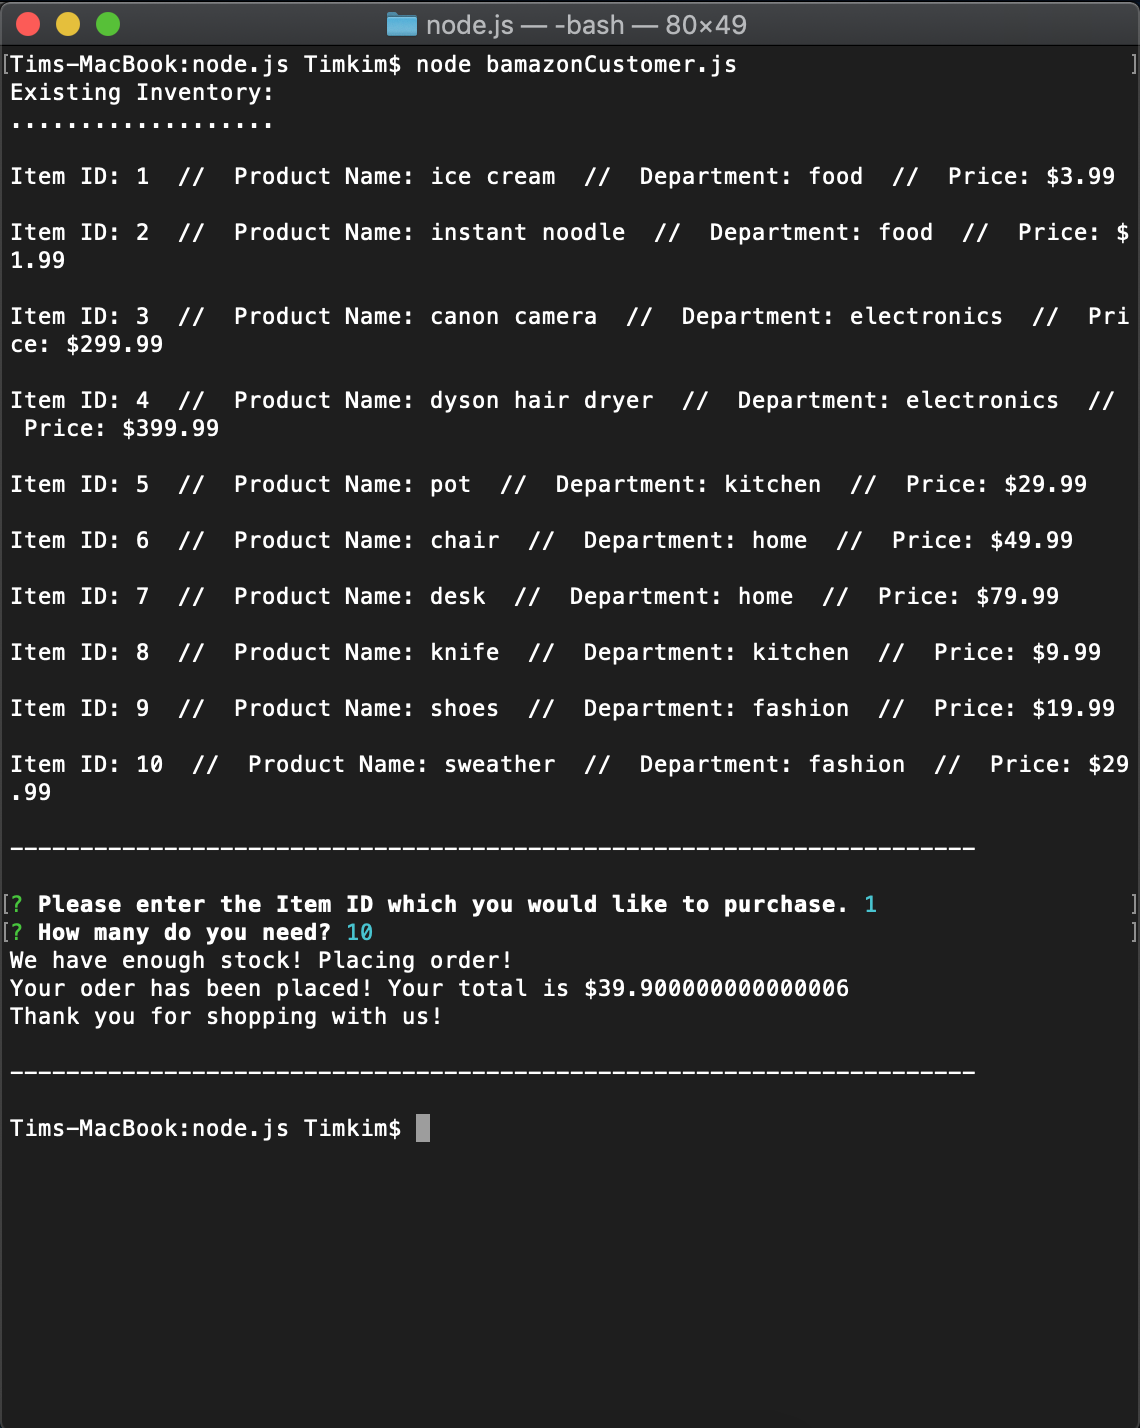 node.js — -bash — 80×49
[Tims-MacBook:node.js Timkim$ node bamazonCustomer.js ]
Existing Inventory:
...................
Item ID: 1  //  Product Name: ice cream  //  Department: food  //  Price: $3.99
Item ID: 2  //  Product Name: instant noodle  //  Department: food  //  Price: $
1.99
Item ID: 3  //  Product Name: canon camera  //  Department: electronics  //  Pri
ce: $299.99
Item ID: 4  //  Product Name: dyson hair dryer  //  Department: electronics  //
 Price: $399.99
Item ID: 5  //  Product Name: pot  //  Department: kitchen  //  Price: $29.99
Item ID: 6  //  Product Name: chair  //  Department: home  //  Price: $49.99
Item ID: 7  //  Product Name: desk  //  Department: home  //  Price: $79.99
Item ID: 8  //  Product Name: knife  //  Department: kitchen  //  Price: $9.99
Item ID: 9  //  Product Name: shoes  //  Department: fashion  //  Price: $19.99
Item ID: 10  //  Product Name: sweather  //  Department: fashion  //  Price: $29
.99
---------------------------------------------------------------------
[? Please enter the Item ID which you would like to purchase. 1 ]
[? How many do you need? 10 ]
We have enough stock! Placing order!
Your oder has been placed! Your total is $39.900000000000006
Thank you for shopping with us!
---------------------------------------------------------------------
Tims-MacBook:node.js Timkim$